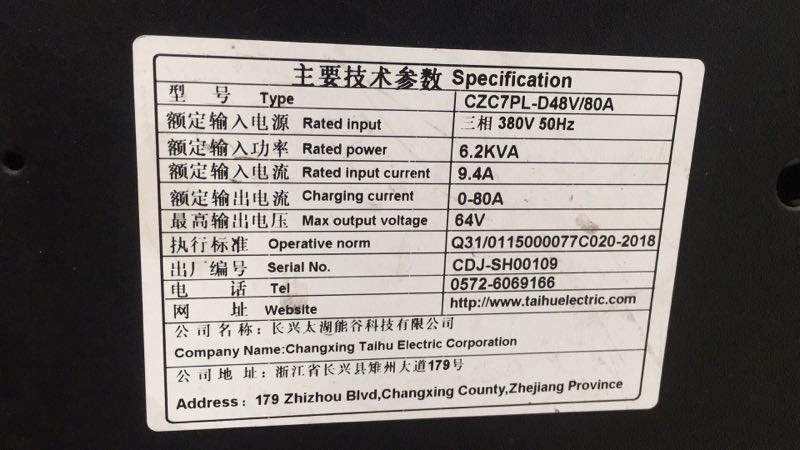 主要技术参数 Specification
型 号 Type CZC7PL-D48V/80A
额定输入电源 Rated input 三相 380V 50Hz
额定输入功率 Rated power 6.2KVA
额定输入电流 Rated input current 9.4A
额定输出电流 Charging current 0-80A
最高输出电压 Max output voltage 64V
执行标准 Operative norm Q31/0115000077C020-2018
出厂编号 Serial No. CDJ-SH00109
电 话 Tel 0572-6069166
网 址 Website http://www.taihuelectric.com
公 司 名 称：长兴太湖能谷科技有限公司
Company Name:Changxing Taihu Electric Corporation
公 司 地 址：浙江省长兴县雉州大道179号
Address：179 Zhizhou Blvd,Changxing County,Zhejiang Province